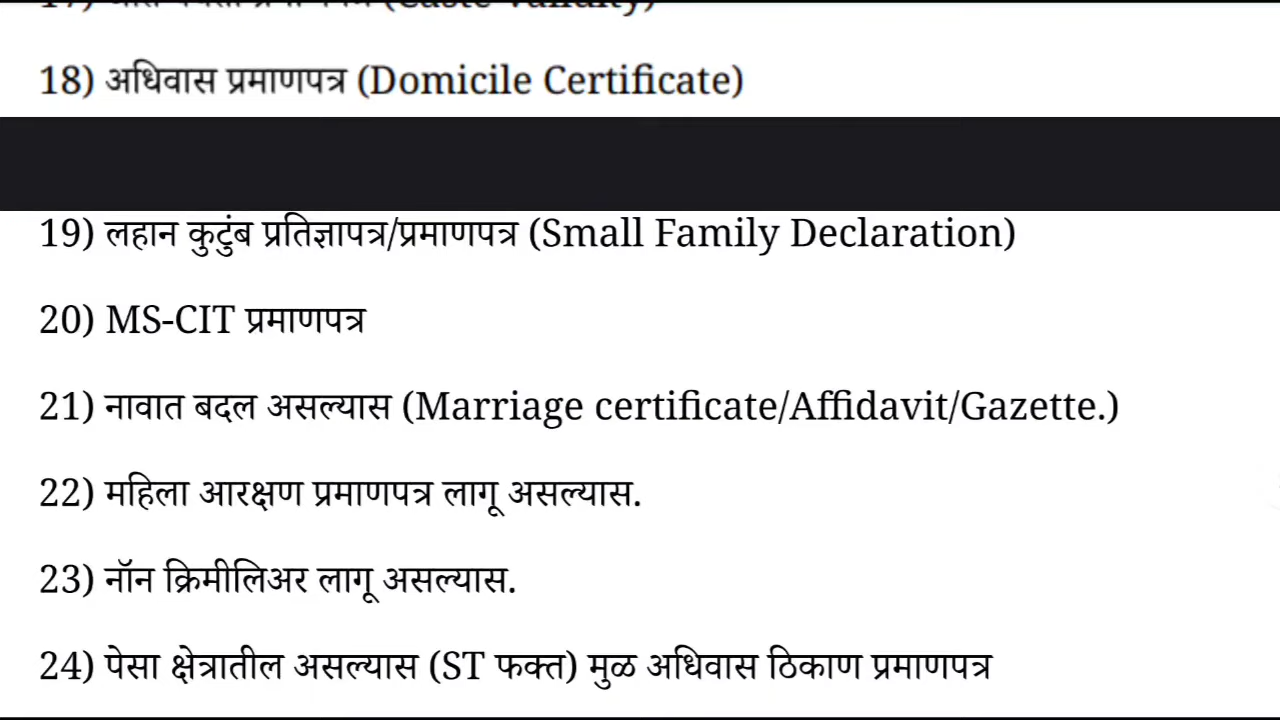 18) अधिवास प्रमाणपत्र (Domicile Certificate)
19) लहान कुटुंब प्रतिज्ञापत्र/प्रमाणपत्र (Small Family Declaration)
20) MS-CIT प्रमाणपत्र
21) नावात बदल असल्यास (Marriage certificate/Affidavit/Gazette.)
22) महिला आरक्षण प्रमाणपत्र लागू असल्यास.
23) नॉन क्रिमीलिअर लागू असल्यास.
24) पेसा क्षेत्रातील असल्यास (ST फक्त) मुळ अधिवास ठिकाण प्रमाणपत्र